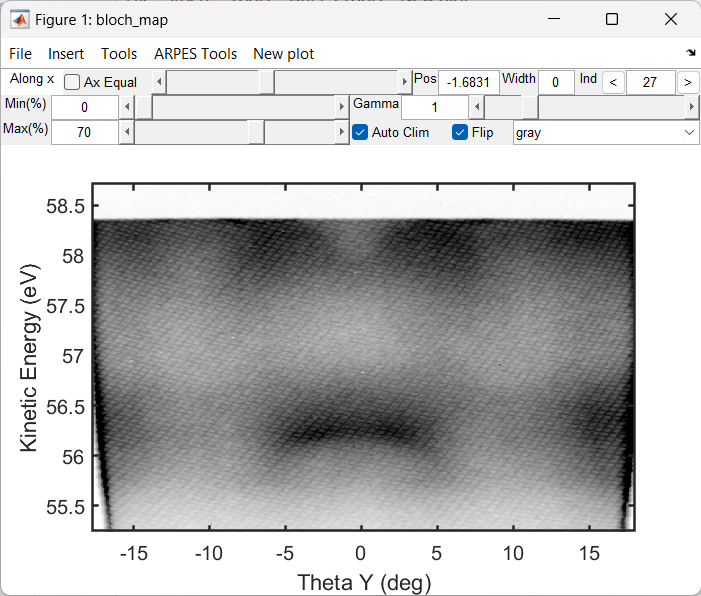 Figure 1: bloch_map
File Insert Tools ARPES Tools New plot
Along x Ax Equal Pos -1.6831 Width 0 Ind < 27 >
Min(%) 0 Gamma 1
Max(%) 70 Auto Clim Flip gray
58.5
58
57.5
57
56.5
56
55.5
Kinetic Energy (eV)
-15 -10 -5 0 5 10 15
Theta Y (deg)